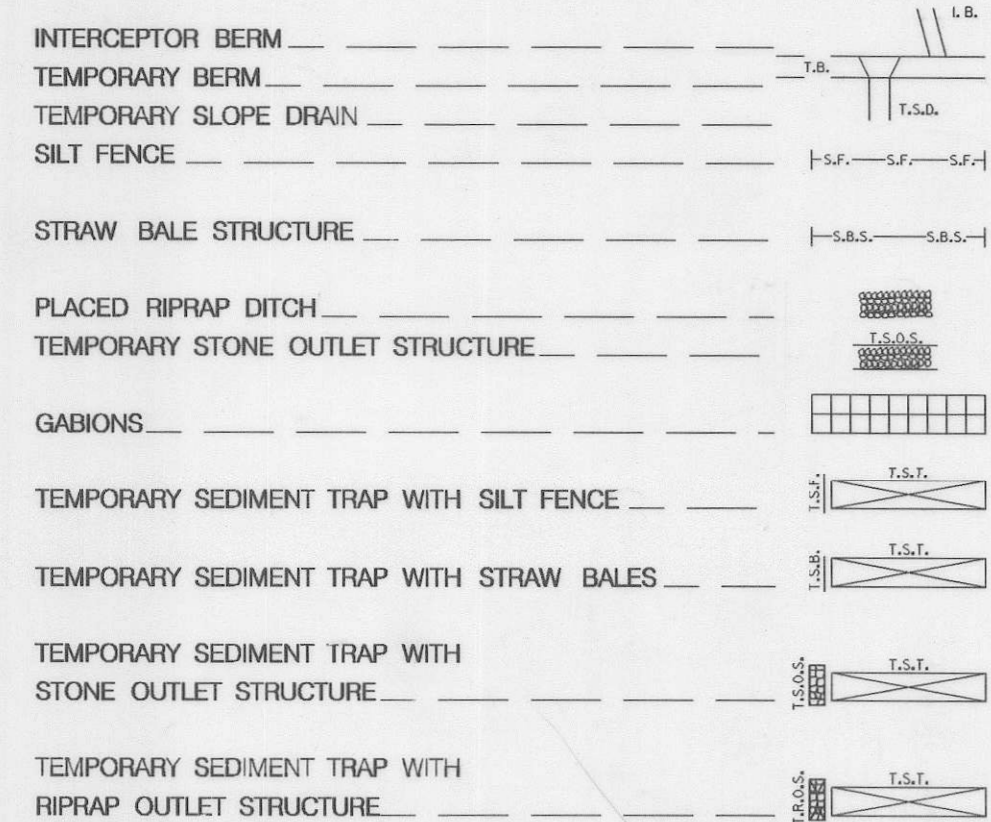 INTERCEPTOR BERM
I. B.
TEMPORARY BERM
T.B.
TEMPORARY SLOPE DRAIN
T.S.D.
SILT FENCE
S.F. S.F. S.F.
STRAW BALE STRUCTURE
S.B.S. S.B.S.
PLACED RIPRAP DITCH
TEMPORARY STONE OUTLET STRUCTURE
T.S.O.S.
GABIONS
TEMPORARY SEDIMENT TRAP WITH SILT FENCE
T.S.F.
T.S.T.
TEMPORARY SEDIMENT TRAP WITH STRAW BALES
T.S.B.
T.S.T.
TEMPORARY SEDIMENT TRAP WITH
STONE OUTLET STRUCTURE
T.S.O.S.
T.S.T.
TEMPORARY SEDIMENT TRAP WITH
RIPRAP OUTLET STRUCTURE
T.R.O.S.
T.S.T.